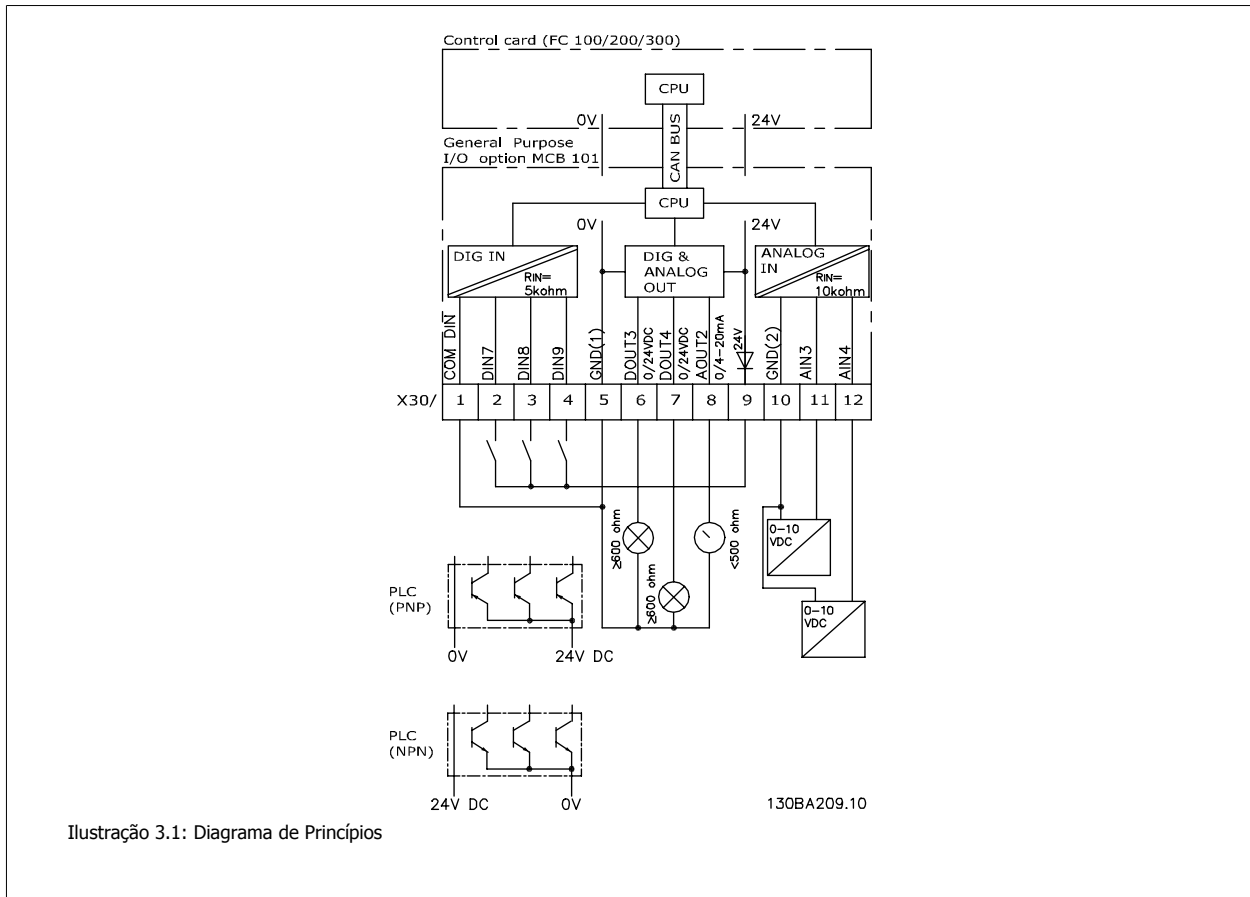 Control card (FC 100/200/300)
CPU
0V
24V
CAN BUS
General Purpose
I/O option MCB 101
CPU
0V
24V
DIG IN
RIN=
5kohm
DIG &
ANALOG
OUT
ANALOG
IN
RIN=
10kohm
COM DIN
DIN7
DIN8
DIN9
GND(1)
DOUT3
0/24VDC
DOUT4
0/24VDC
AOUT2
0/4-20mA
24V
GND(2)
AIN3
AIN4
X30/ 1 2 3 4 5 6 7 8 9 10 11 12
≥600 ohm
≥600 ohm
<500 ohm
0-10
VDC
0-10
VDC
PLC
(PNP)
0V
24V DC
PLC
(NPN)
24V DC
0V
130BA209.10
Ilustração 3.1: Diagrama de Princípios